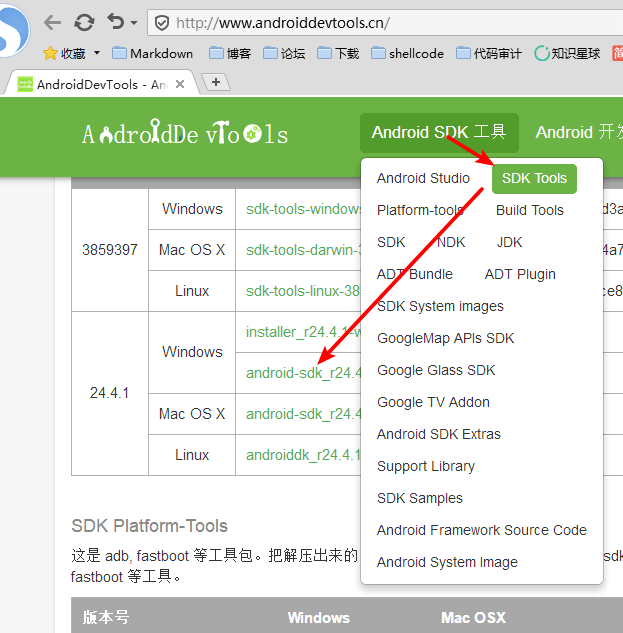 http://www.androiddevtools.cn/
收藏 Markdown 博客 论坛 下载 shellcode 代码审计 知识星球
AndroidDevTools - An
AndroidDevTools Android SDK 工具 Android 开发
Android Studio SDK Tools
Platform-tools Build Tools
SDK NDK JDK
ADT Bundle ADT Plugin
SDK System images
GoogleMap APIs SDK
Google Glass SDK
Google TV Addon
Android SDK Extras
Support Library
SDK Samples
Android Framework Source Code
Android System Image
3859397 Windows sdk-tools-windows
Mac OS X sdk-tools-darwin-3
Linux sdk-tools-linux-38
24.4.1 Windows installer_r24.4.1-w
android-sdk_r24.4
Mac OS X android-sdk_r24.4
Linux androiddk_r24.4.1
SDK Platform-Tools
这是 adb, fastboot 等工具包。把解压出来的 sdk
fastboot 等工具。
版本号 Windows Mac OSX